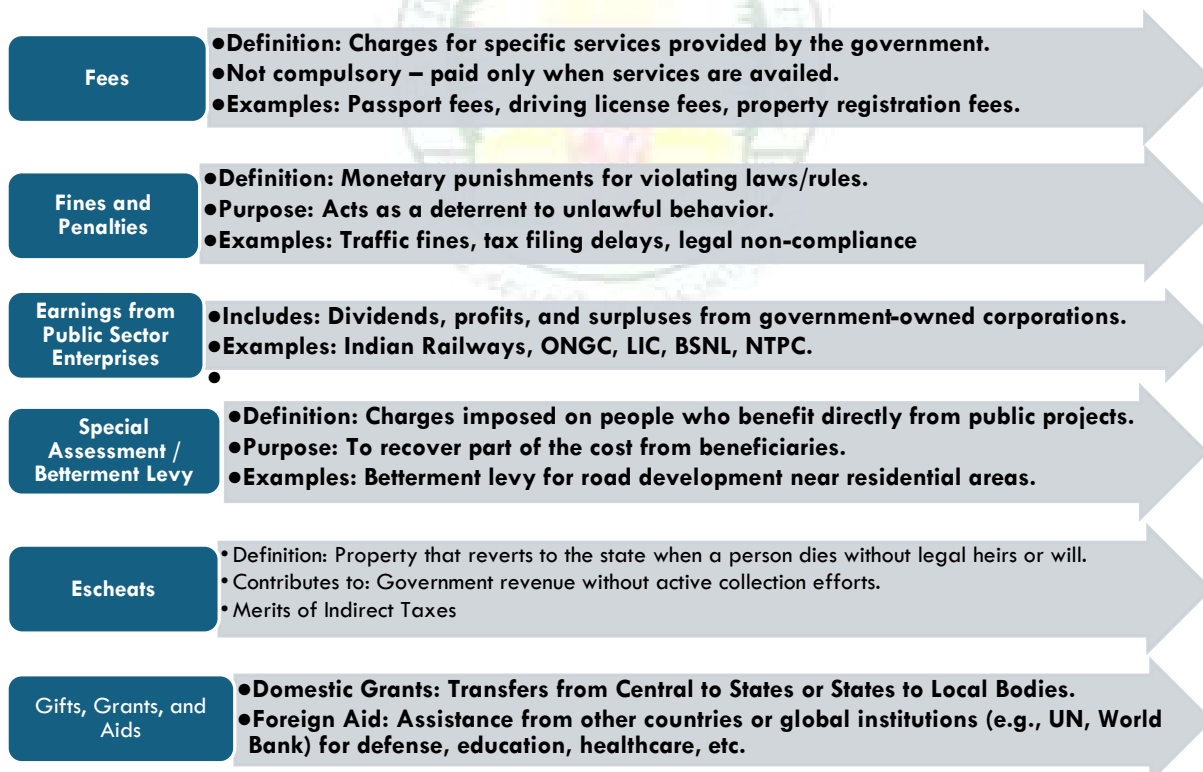 Fees
●Definition: Charges for specific services provided by the government.
●Not compulsory – paid only when services are availed.
●Examples: Passport fees, driving license fees, property registration fees.
Fines and
Penalties
●Definition: Monetary punishments for violating laws/rules.
●Purpose: Acts as a deterrent to unlawful behavior.
●Examples: Traffic fines, tax filing delays, legal non-compliance
Earnings from
Public Sector
Enterprises
●Includes: Dividends, profits, and surpluses from government-owned corporations.
●Examples: Indian Railways, ONGC, LIC, BSNL, NTPC.
●
Special
Assessment /
Betterment Levy
●Definition: Charges imposed on people who benefit directly from public projects.
●Purpose: To recover part of the cost from beneficiaries.
●Examples: Betterment levy for road development near residential areas.
Escheats
• Definition: Property that reverts to the state when a person dies without legal heirs or will.
• Contributes to: Government revenue without active collection efforts.
• Merits of Indirect Taxes
Gifts, Grants, and
Aids
●Domestic Grants: Transfers from Central to States or States to Local Bodies.
●Foreign Aid: Assistance from other countries or global institutions (e.g., UN, World
Bank) for defense, education, healthcare, etc.